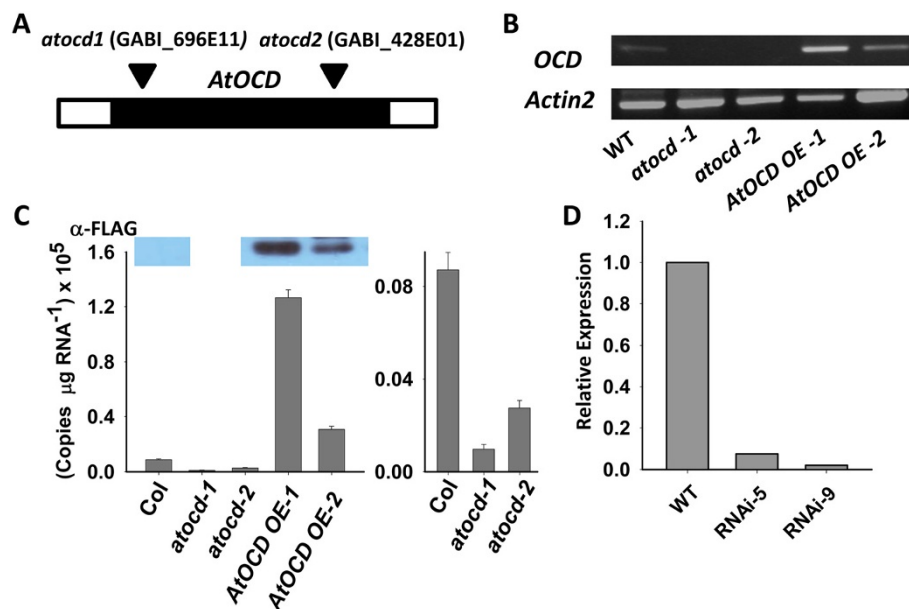 A
atocd1 (GABI_696E11) atocd2 (GABI_428E01)
AtOCD
B
OCD
Actin2
WT
atocd -1
atocd -2
AtOCD OE -1
AtOCD OE -2
C
α-FLAG
(Copies μg RNA⁻¹) x 10⁵
1.6
1.2
0.8
0.4
0.0
Col
atocd-1
atocd-2
AtOCD OE-1
AtOCD OE-2
0.08
0.04
0.00
Col
atocd-1
atocd-2
D
Relative Expression
1.2
1.0
0.8
0.6
0.4
0.2
0.0
WT
RNAi-5
RNAi-9